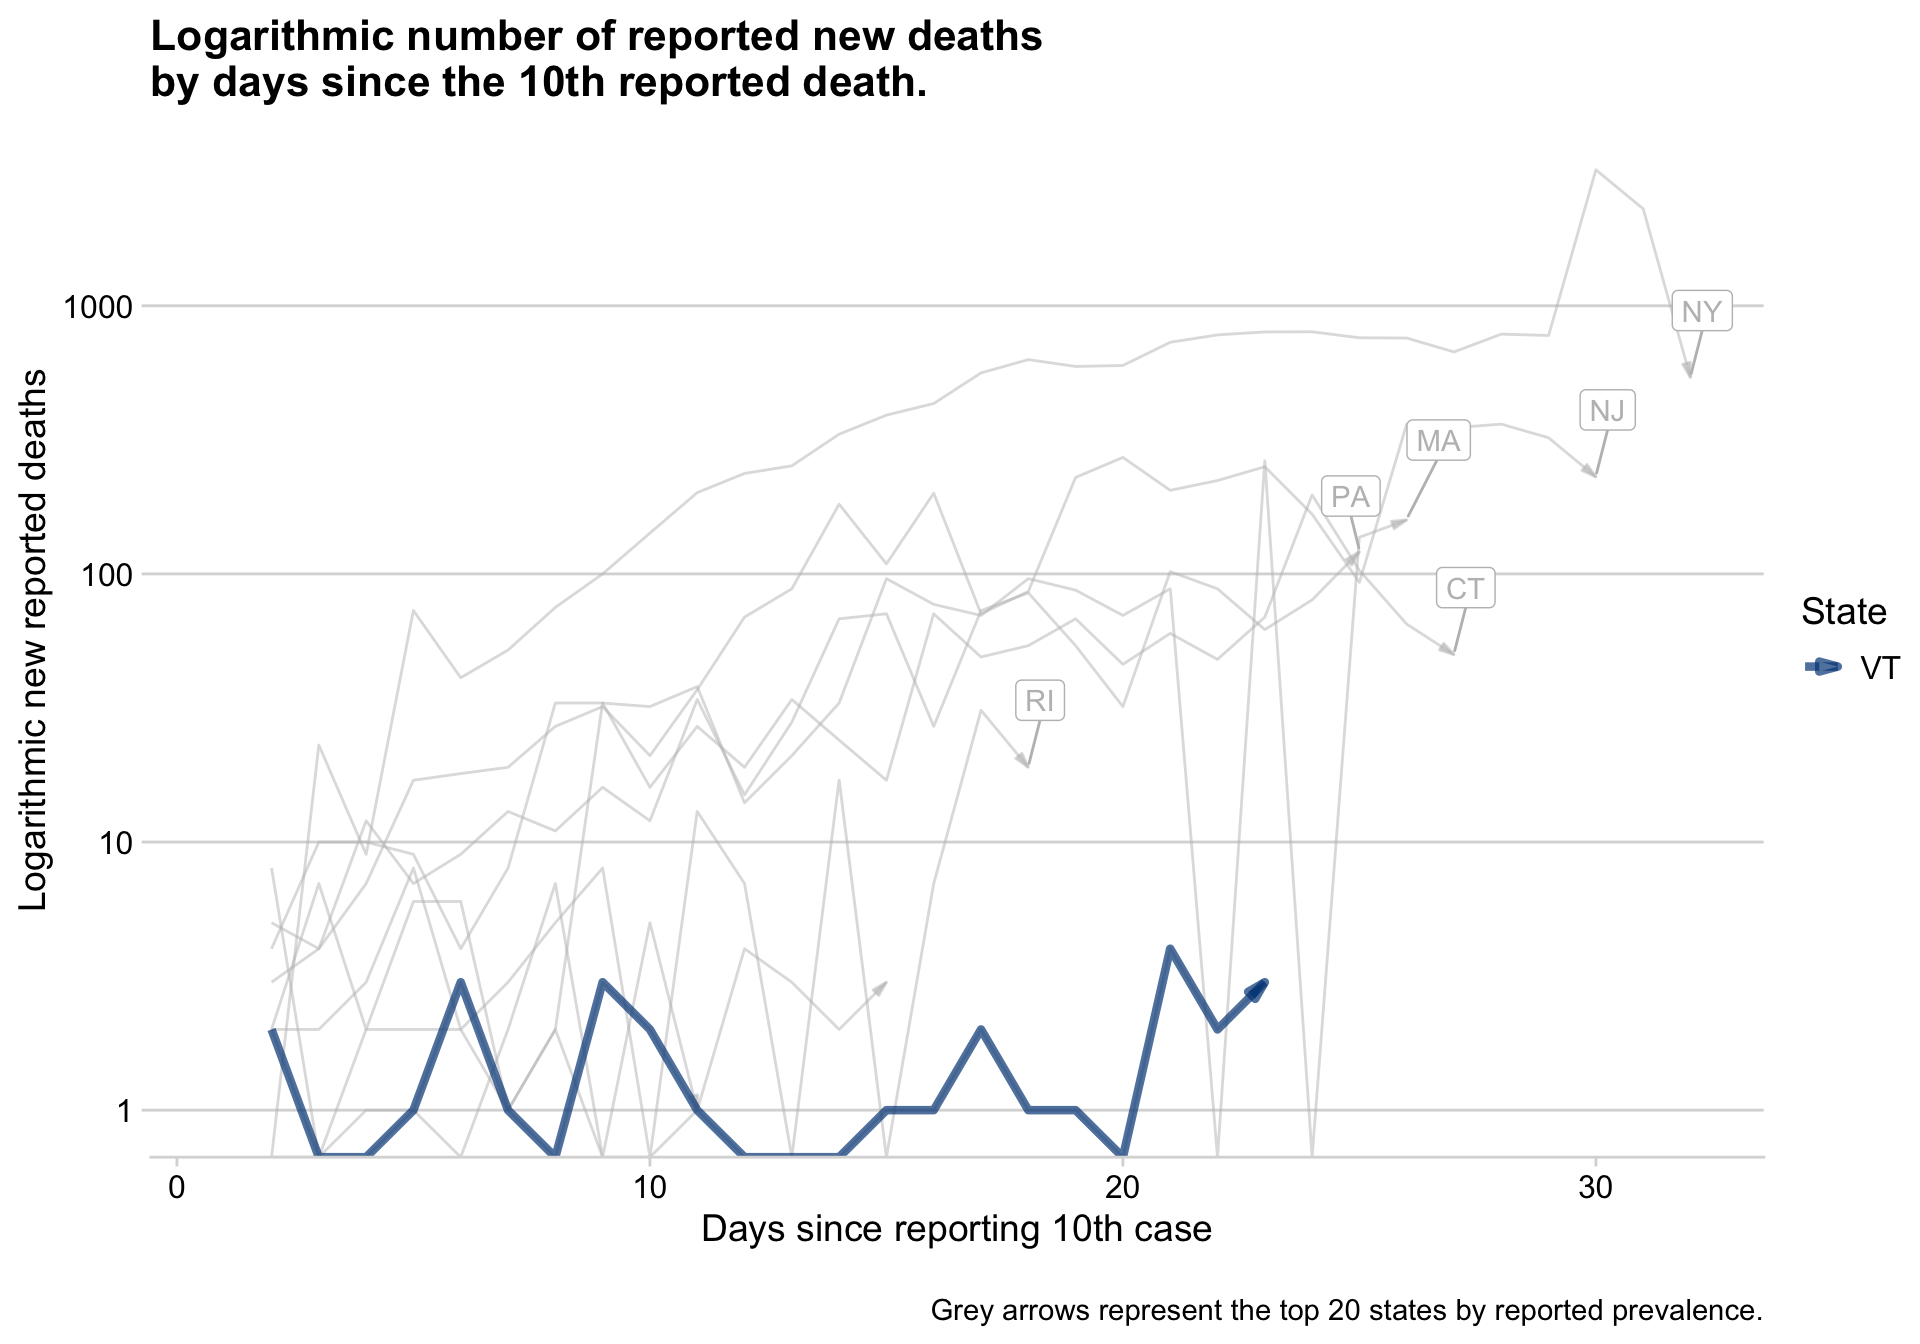 Logarithmic number of reported new deaths
by days since the 10th reported death.
Logarithmic new reported deaths
1000
100
10
1
NY
NJ
MA
PA
CT
RI
State
VT
0
10
20
30
Days since reporting 10th case
Grey arrows represent the top 20 states by reported prevalence.